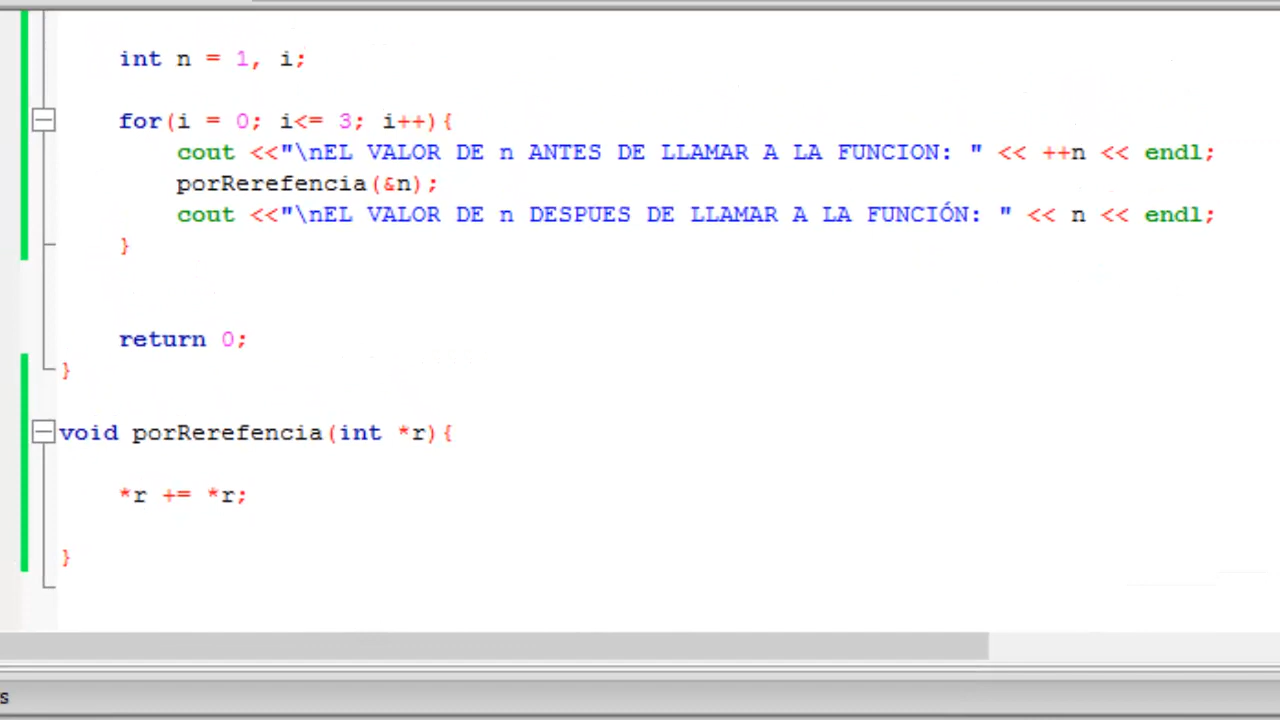 int n = 1, i;
for(i = 0; i<= 3; i++){
cout <<"\nEL VALOR DE n ANTES DE LLAMAR A LA FUNCION: " << ++n << endl;
porRerefencia(&n);
cout <<"\nEL VALOR DE n DESPUES DE LLAMAR A LA FUNCIÓN: " << n << endl;
}
return 0;
}
void porRerefencia(int *r){
*r += *r;
}
s